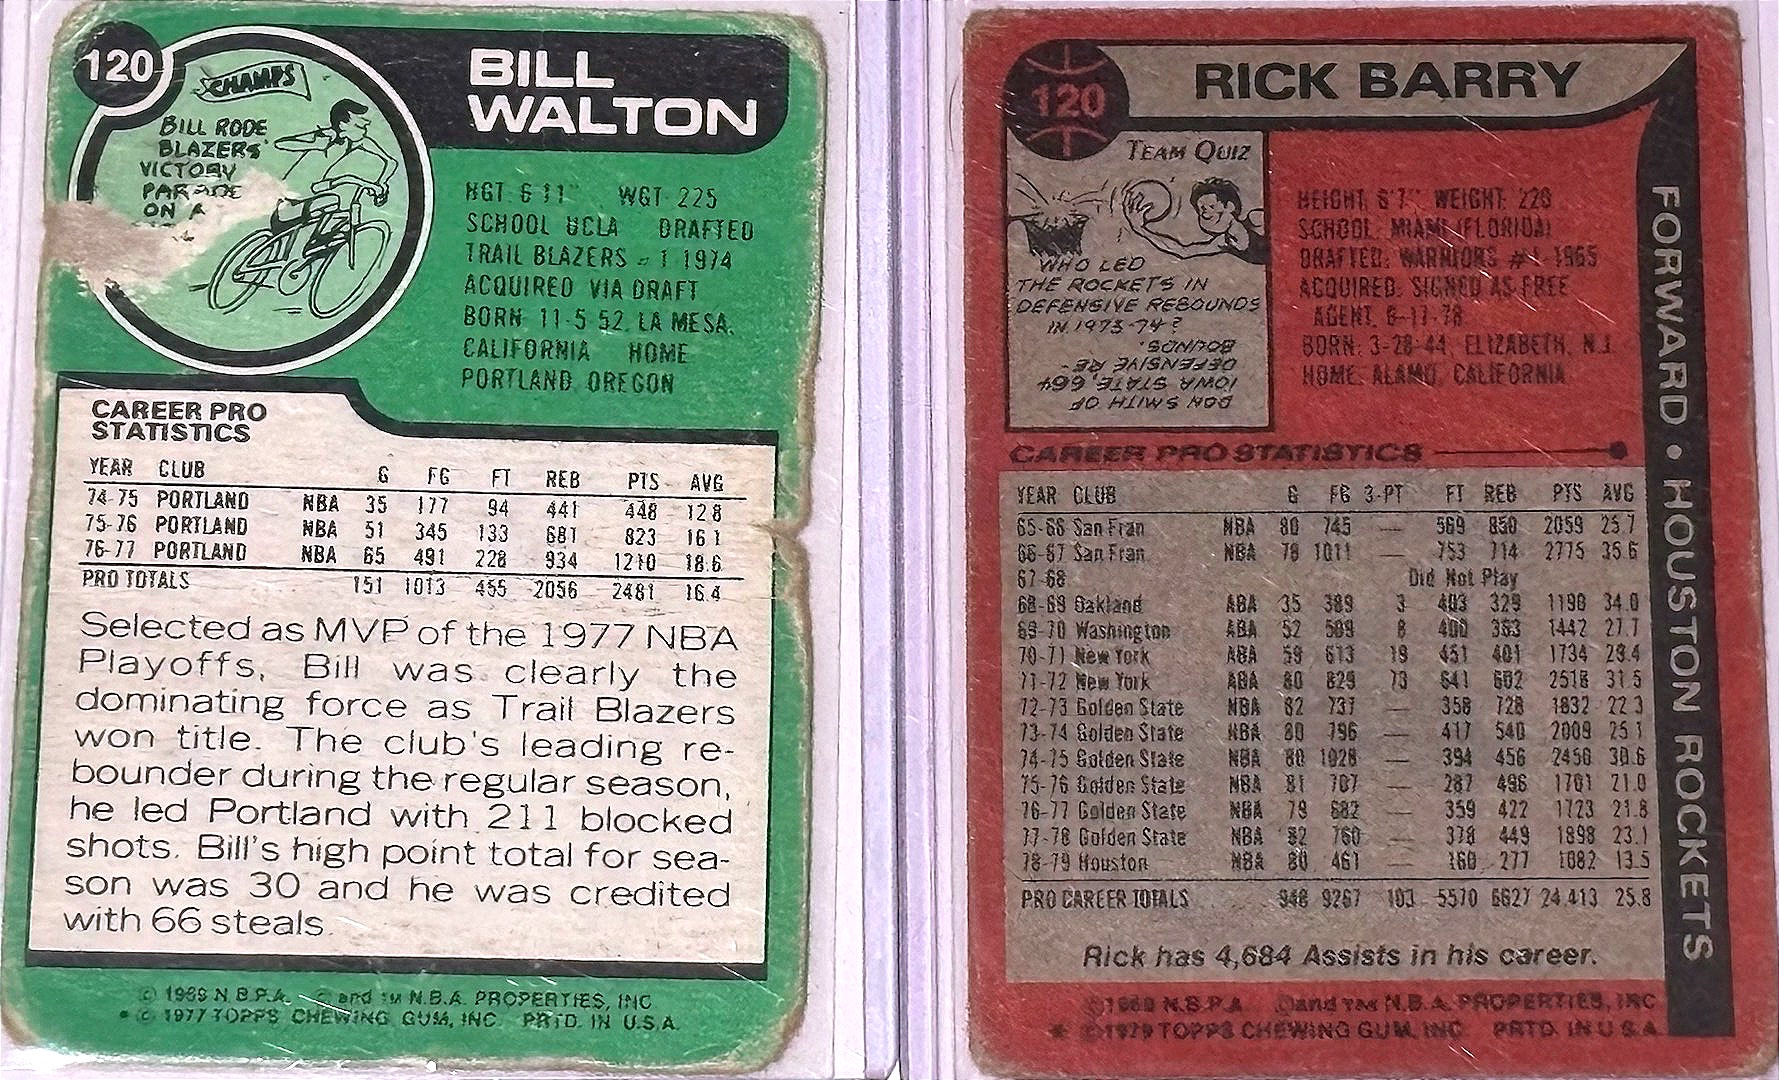 120
BILL
WALTON
CHAMPS
BILL RODE
BLAZERS'
VICTORY
PARADE
ON A
HGT 6 11" WGT 225
SCHOOL UCLA DRAFTED
TRAIL BLAZERS - 1 1974
ACQUIRED VIA DRAFT
BORN 11-5 52, LA MESA,
CALIFORNIA HOME
PORTLAND OREGON
CAREER PRO
STATISTICS
YEAR CLUB G FG FT REB PTS AVG
74-75 PORTLAND NBA 35 177 94 441 448 12 8
75-76 PORTLAND NBA 51 345 133 681 823 16 1
76-77 PORTLAND NBA 65 491 228 934 1210 18.6
PRO TOTALS 151 1013 455 2056 2481 16.4
Selected as MVP of the 1977 NBA
Playoffs, Bill was clearly the
dominating force as Trail Blazers
won title. The club's leading re-
bounder during the regular season,
he led Portland with 211 blocked
shots. Bill's high point total for sea-
son was 30 and he was credited
with 66 steals
© 1969 N B.P.A. © and TM N.B.A. PROPERTIES, INC
* © 1977 TOPPS CHEWING GUM, INC. PRTD. IN U.S.A.
120
RICK BARRY
TEAM QUIZ
WHO LED
THE ROCKETS IN
DEFENSIVE REBOUNDS
IN 1973-74?
DON SMITH OF
IOWA STATE, 664
DEFENSIVE RE-
BOUNDS.
HEIGHT: 6'7" WEIGHT: 220
SCHOOL: MIAMI (FLORIDA)
DRAFTED: WARRIORS #1-1965
ACQUIRED: SIGNED AS FREE
AGENT, 6-17-78
BORN: 3-28-44, ELIZABETH, N.J.
HOME: ALAMO, CALIFORNIA
FORWARD • HOUSTON ROCKETS
CAREER PRO STATISTICS
YEAR CLUB G FG 3-PT FT REB PTS AVG
65-66 San Fran NBA 80 745 — 569 850 2059 25.7
66-67 San Fran NBA 78 1011 — 753 714 2775 35.6
67-68 Did Not Play
68-69 Oakland ABA 35 389 3 403 329 1190 34.0
69-70 Washington ABA 52 509 8 400 363 1442 27.7
70-71 New York ABA 59 613 19 451 401 1734 29.4
71-72 New York ABA 80 829 73 641 602 2518 31.5
72-73 Golden State NBA 82 737 — 358 728 1832 22.3
73-74 Golden State NBA 80 796 — 417 540 2009 25.1
74-75 Golden State NBA 80 1028 — 394 456 2450 30.6
75-76 Golden State NBA 81 707 — 287 496 1701 21.0
76-77 Golden State NBA 79 682 — 359 422 1723 21.8
77-78 Golden State NBA 82 760 — 378 449 1898 23.1
78-79 Houston NBA 80 461 — 160 277 1082 13.5
PRO CAREER TOTALS 948 9267 103 5570 6627 24,413 25.8
Rick has 4,684 Assists in his career.
©1969 N.B.P.A. ©and TM N.B.A. PROPERTIES, INC
* ©1979 TOPPS CHEWING GUM, INC. PRTD. IN U S A